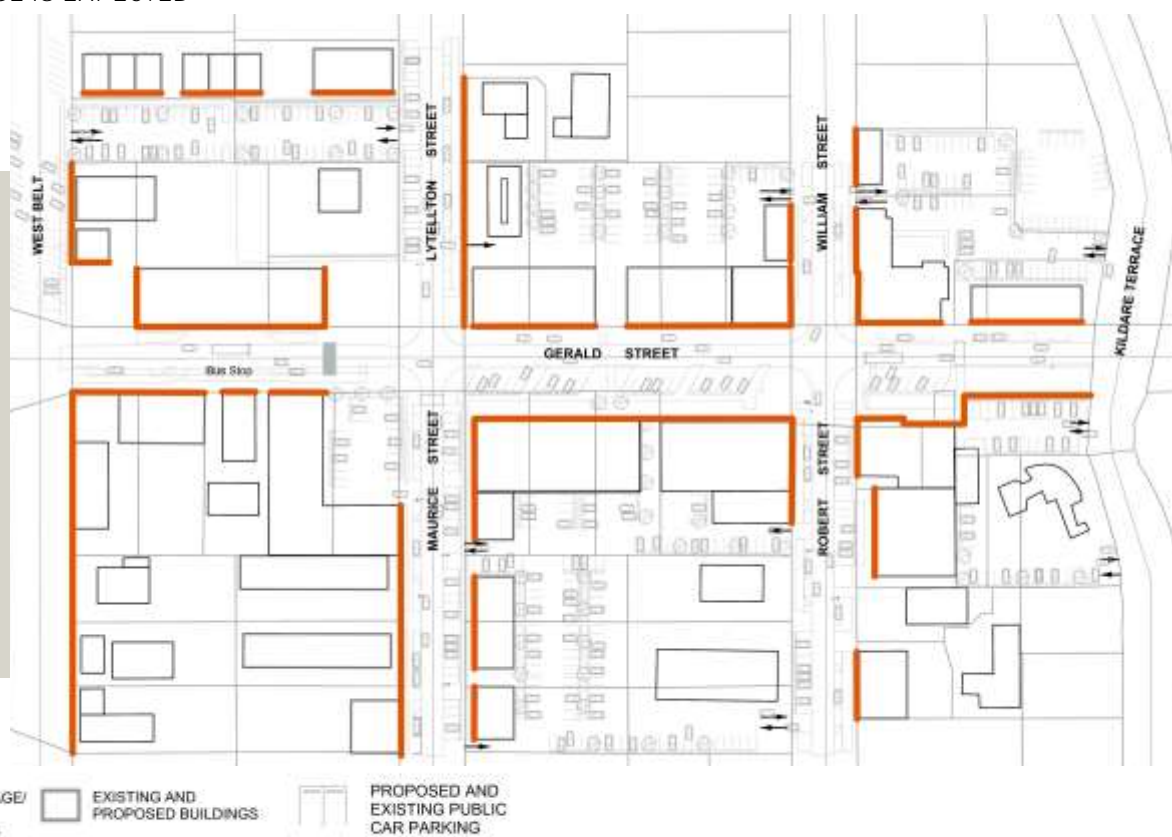 WEST BELT
LYTELLTON STREET
WILLIAM STREET
KILDARE TERRACE
GERALD STREET
Bus Stop
MAURICE STREET
ROBERT STREET
EXISTING AND
PROPOSED BUILDINGS
PROPOSED AND
EXISTING PUBLIC
CAR PARKING